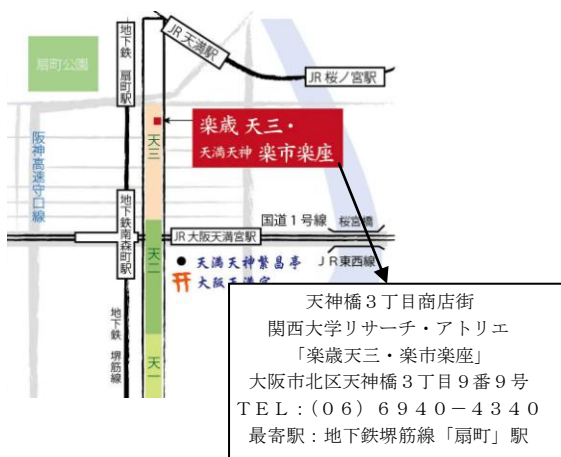 JR天満駅
地下鉄 扇町駅
扇町公園
JR桜ノ宮駅
楽歳 天三・
天満天神 楽市楽座
天三
阪神高速守口線
国道1号線
桜宮橋
地下鉄南森町駅
JR大阪天満宮駅
天二
天満天神繁昌亭
JR東西線
大阪天満宮
地下鉄 堺筋線
天一
天神橋3丁目商店街
関西大学リサーチ・アトリエ
「楽歳天三・楽市楽座」
大阪市北区天神橋3丁目9番9号
TEL:(06)6940-4340
最寄駅:地下鉄堺筋線「扇町」駅